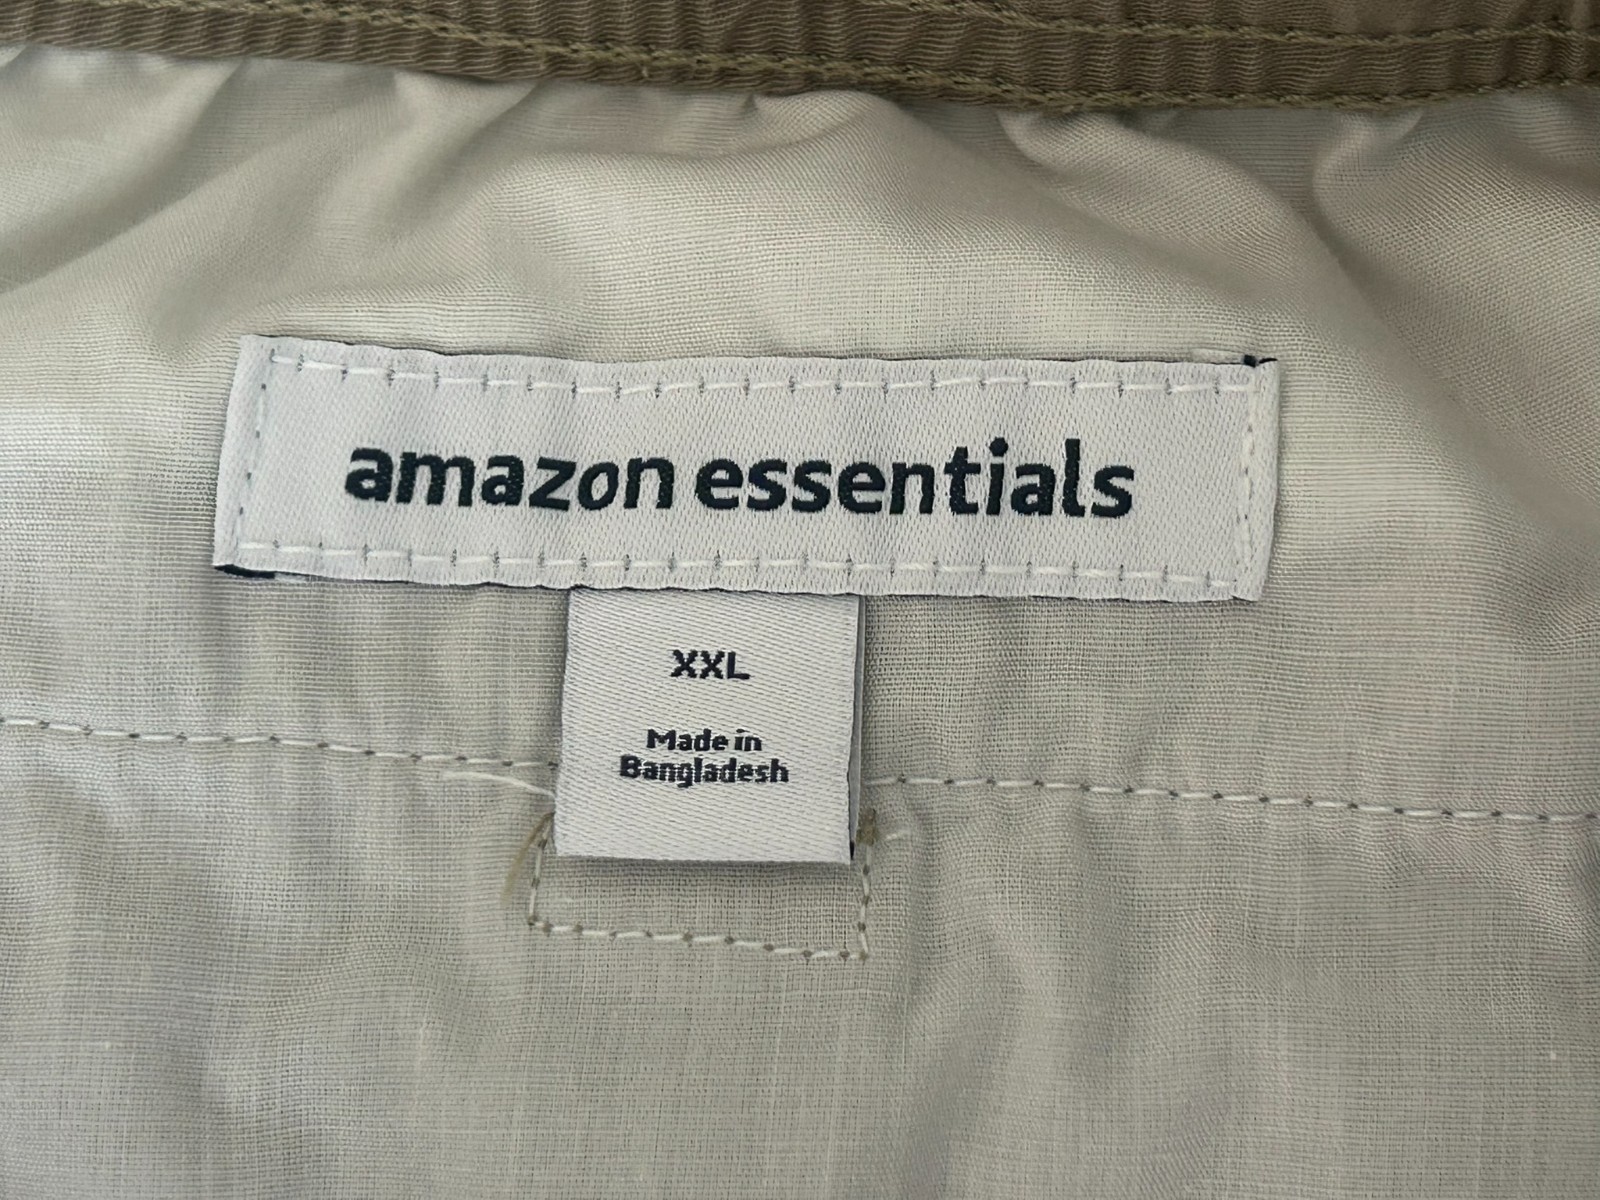 amazon essentials
XXL
Made in
Bangladesh